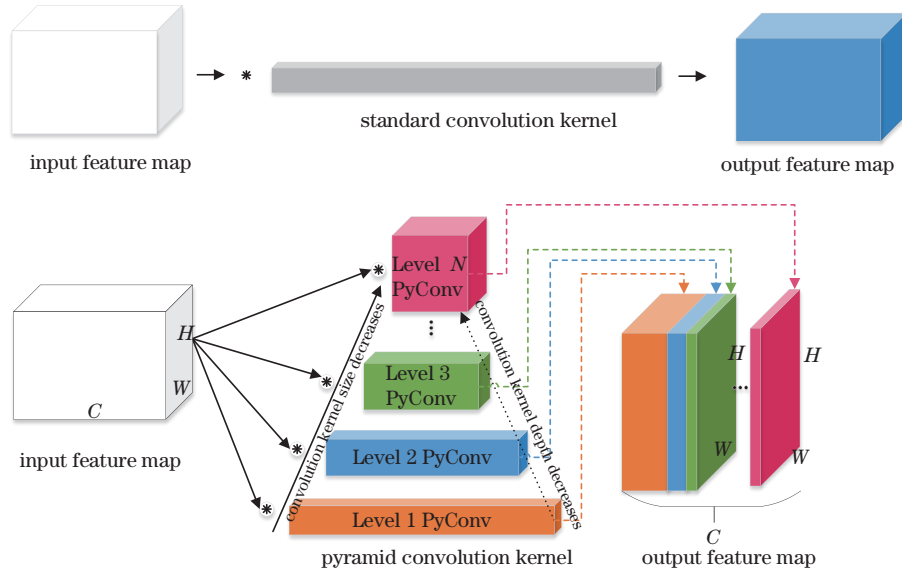 *
standard convolution kernel
input feature map
output feature map
*
Level N
PyConv
...
H
W
C
input feature map
*
Level 3
PyConv
*
Level 2 PyConv
*
Level 1 PyConv
convolution kernel size decreases
convolution kernel depth decreases
pyramid convolution kernel
H
H
...
W
W
C
output feature map